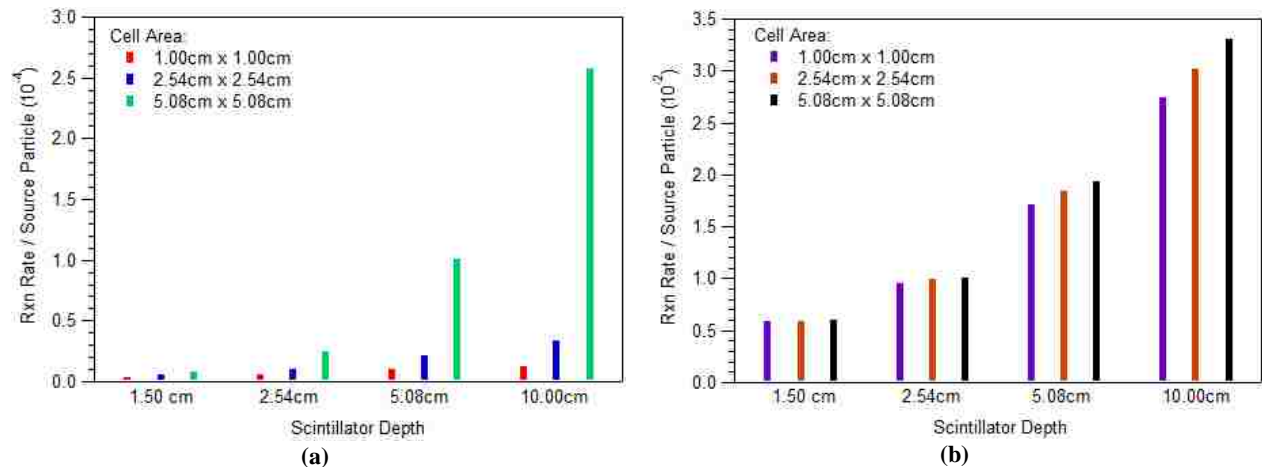 Cell Area:
1.00cm x 1.00cm
2.54cm x 2.54cm
5.08cm x 5.08cm
Rxn Rate / Source Particle (10^-4)
3.0
2.5
2.0
1.5
1.0
0.5
0.0
1.50 cm 2.54cm 5.08cm 10.00cm
Scintillator Depth
(a)
Cell Area:
1.00cm x 1.00cm
2.54cm x 2.54cm
5.08cm x 5.08cm
Rxn Rate / Source Particle (10^-2)
3.5
3.0
2.5
2.0
1.5
1.0
0.5
0.0
1.50 cm 2.54cm 5.08cm 10.00cm
Scintillator Depth
(b)